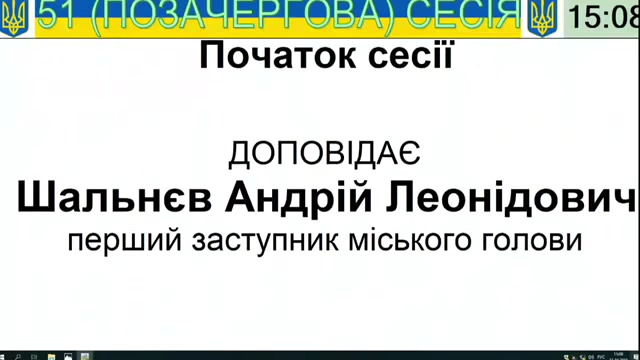 51 (ПОЗАЧЕРГОВА) СЕСІЯ
15:08
Початок сесії
ДОПОВІДАЄ
Шальнєв Андрій Леонідович
перший заступник міського голови